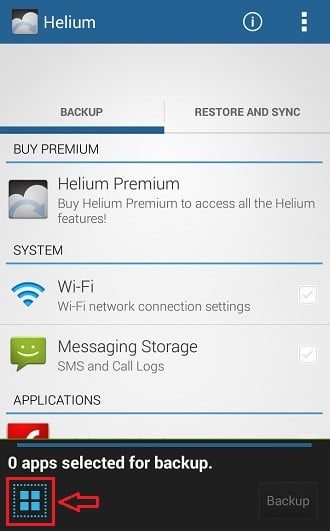 Helium
BACKUP
RESTORE AND SYNC
BUY PREMIUM
Helium Premium
Buy Helium Premium to access all the Helium
features!
SYSTEM
Wi-Fi
Wi-Fi network connection settings
Messaging Storage
SMS and Call Logs
APPLICATIONS
0 apps selected for backup.
Backup